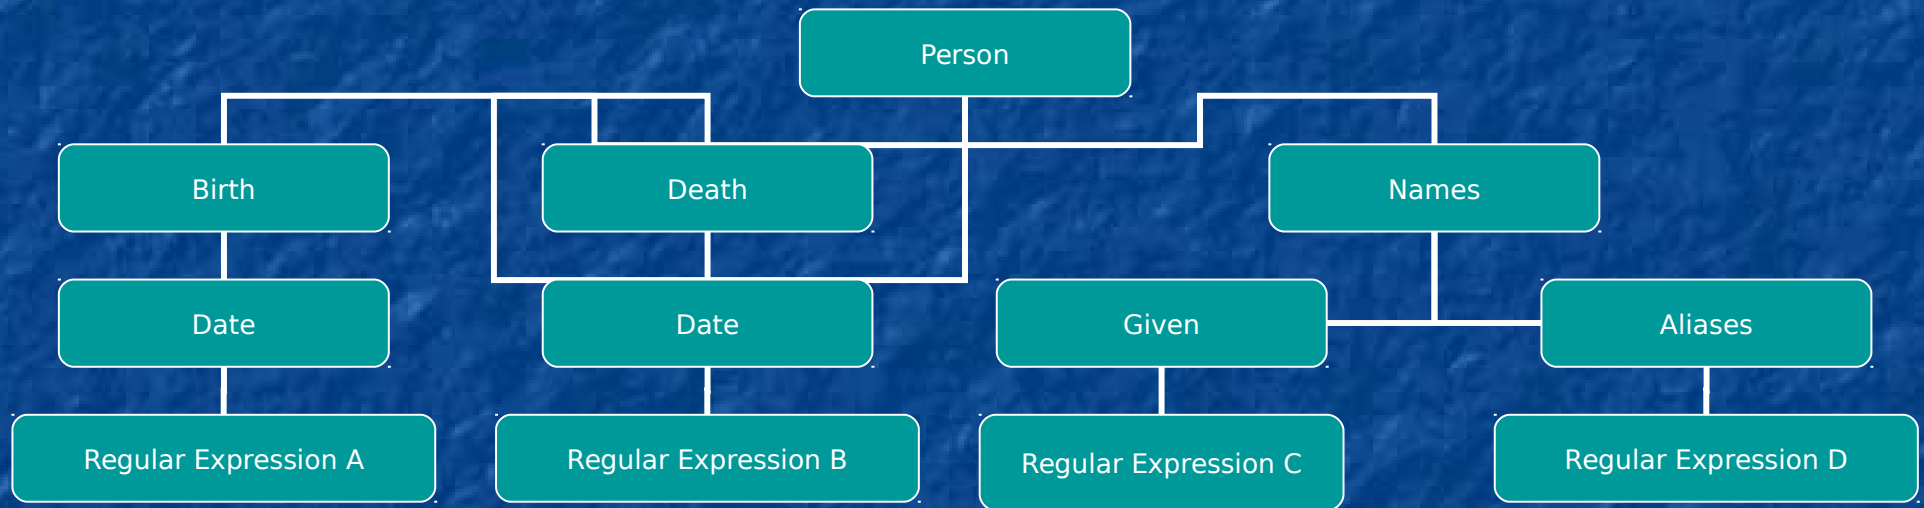 Person
Birth
Death
Names
Date
Date
Given
Aliases
Regular Expression A
Regular Expression B
Regular Expression C
Regular Expression D